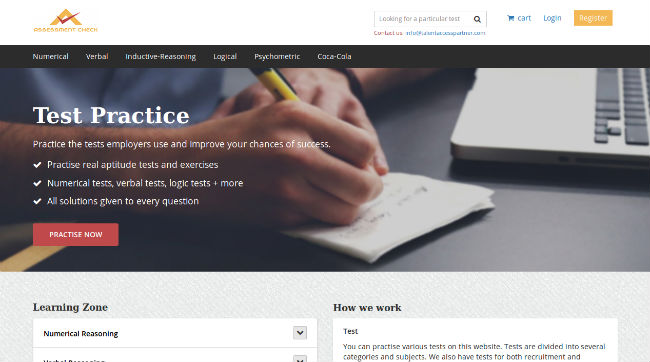 ASSESSMENT CHECK
Looking for a particular test
cart
Login
Register
Contact us: info@talentaccesspartner.com
Numerical Verbal Inductive-Reasoning Logical Psychometric Coca-Cola
Test Practice
Practice the tests employers use and improve your chances of success.
Practise real aptitude tests and exercises
Numerical tests, verbal tests, logic tests + more
All solutions given to every question
PRACTISE NOW
Learning Zone
Numerical Reasoning
Verbal Reasoning
How we work
Test
You can practise various tests on this website. Tests are divided into several
categories and subjects. We also have tests for both recruitment and